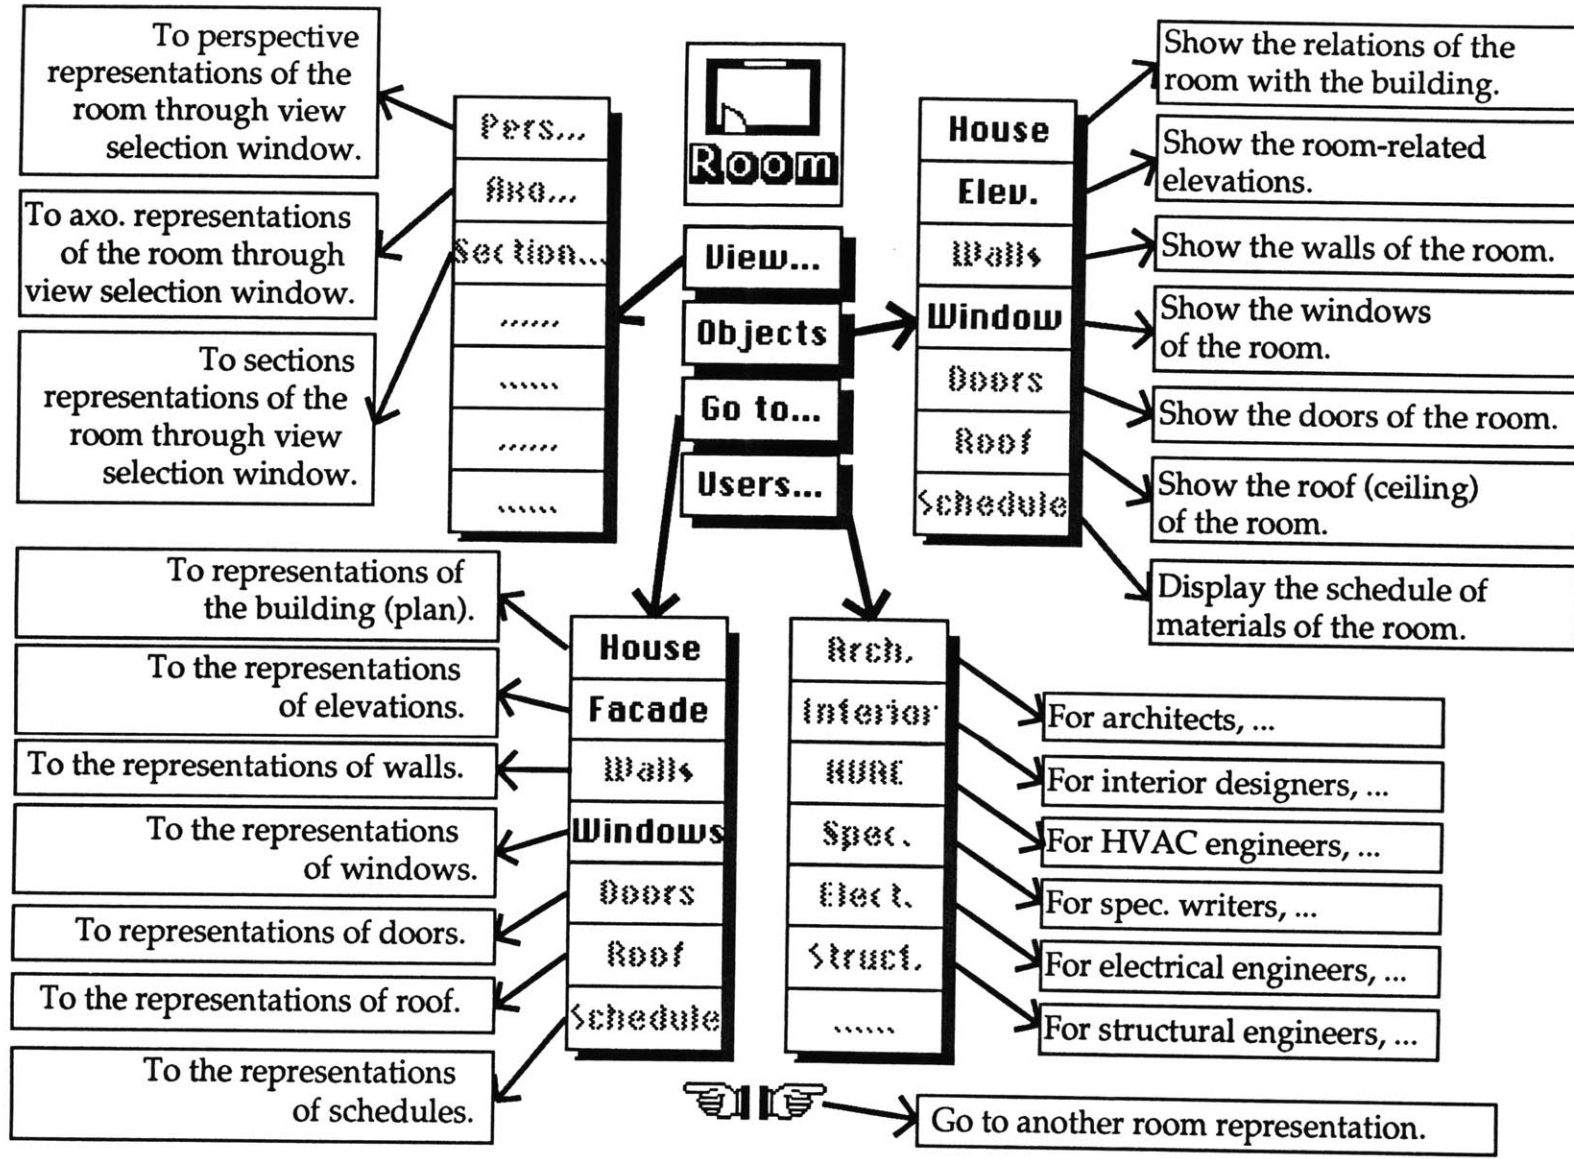 To perspective
representations of the
room through view
selection window.
To axo. representations
of the room through
view selection window.
To sections
representations of the
room through view
selection window.
Pers...
Axo...
Section...
......
......
......
......
Room
View...
Objects
Go to...
Users...
House
Elev.
Walls
Window
Doors
Roof
Schedule
Show the relations of the
room with the building.
Show the room-related
elevations.
Show the walls of the room.
Show the windows
of the room.
Show the doors of the room.
Show the roof (ceiling)
of the room.
Display the schedule of
materials of the room.
To representations of
the building (plan).
To the representations
of elevations.
To the representations of walls.
To the representations
of windows.
To representations of doors.
To the representations of roof.
To the representations
of schedules.
House
Facade
Walls
Windows
Doors
Roof
Schedule
Arch.
Interior
HVAC
Spec.
Elect.
Struct.
......
For architects, ...
For interior designers, ...
For HVAC engineers, ...
For spec. writers, ...
For electrical engineers, ...
For structural engineers, ...
Go to another room representation.